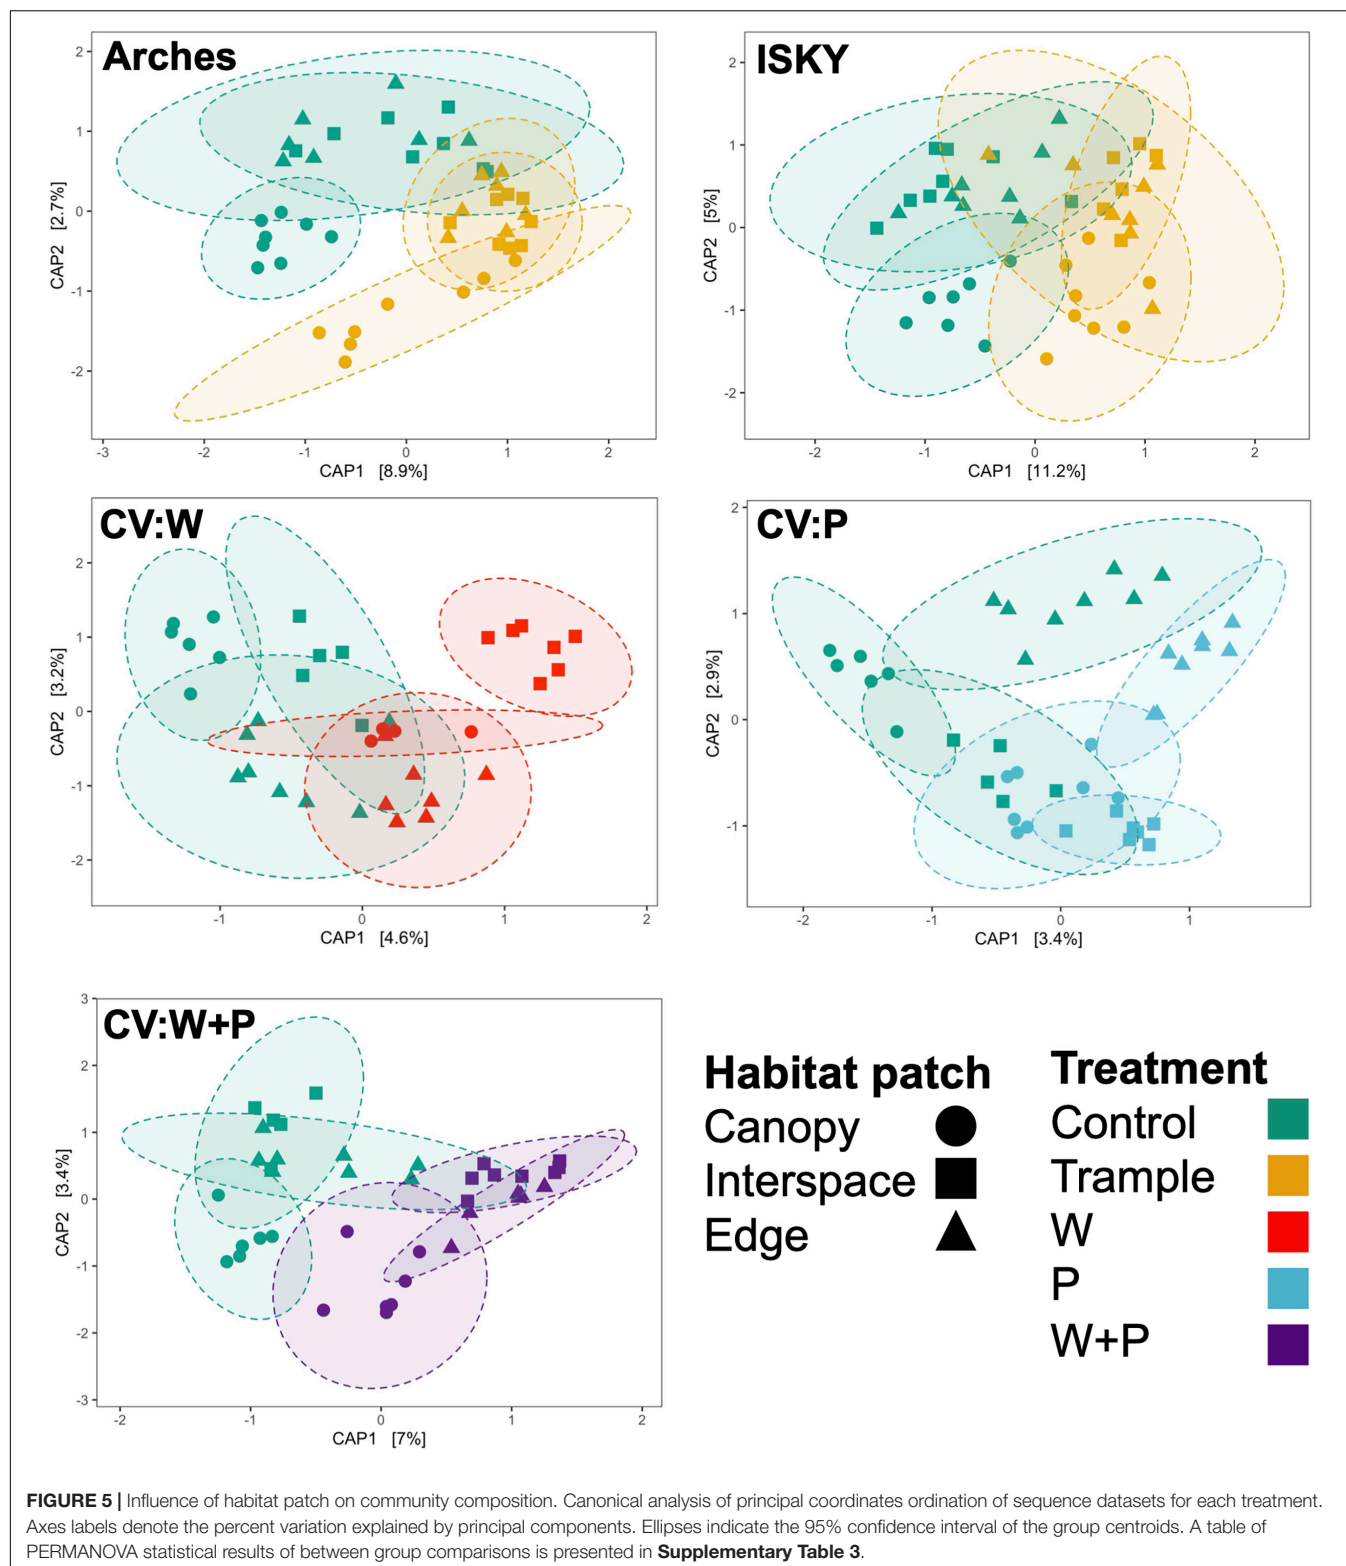 Arches
2
1
0
-1
-2
CAP2 [2.7%]
-3 -2 -1 0 1 2
CAP1 [8.9%]
ISKY
2
1
0
-1
-2
CAP2 [5%]
-2 -1 0 1 2
CAP1 [11.2%]
CV:W
2
1
0
-1
-2
CAP2 [3.2%]
-1 0 1 2
CAP1 [4.6%]
CV:P
2
1
0
-1
CAP2 [2.9%]
-2 -1 0 1
CAP1 [3.4%]
CV:W+P
3
2
1
0
-1
-2
-3
CAP2 [3.4%]
-2 -1 0 1 2
CAP1 [7%]
Habitat patch
Canopy
Interspace
Edge
Treatment
Control
Trample
W
P
W+P
FIGURE 5 | Influence of habitat patch on community composition. Canonical analysis of principal coordinates ordination of sequence datasets for each treatment.
Axes labels denote the percent variation explained by principal components. Ellipses indicate the 95% confidence interval of the group centroids. A table of
PERMANOVA statistical results of between group comparisons is presented in Supplementary Table 3.